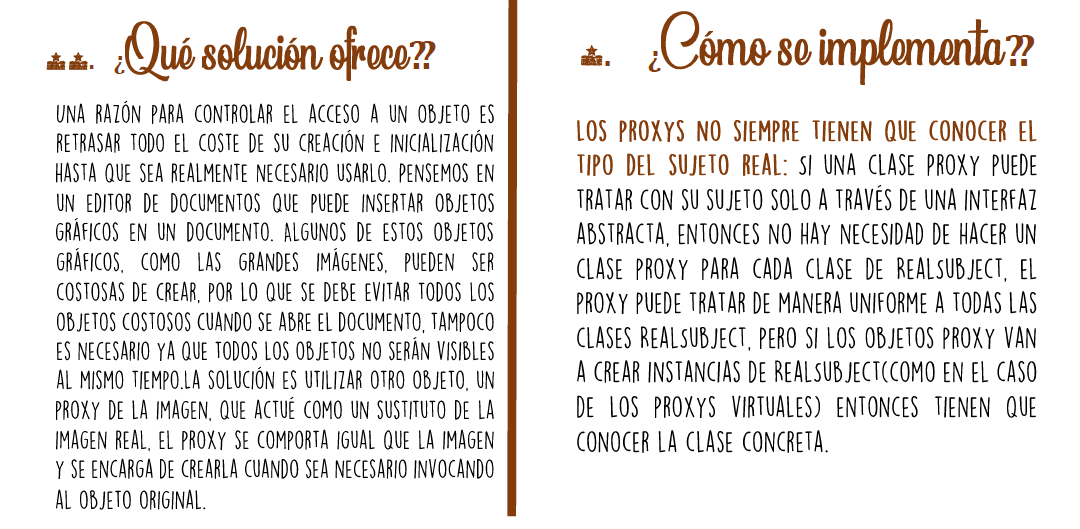 ¿Qué solución ofrece??
UNA RAZÓN PARA CONTROLAR EL ACCESO A UN OBJETO ES
RETRASAR TODO EL COSTE DE SU CREACIÓN E INICIALIZACIÓN
HASTA QUE SEA REALMENTE NECESARIO USARLO. PENSEMOS EN
UN EDITOR DE DOCUMENTOS QUE PUEDE INSERTAR OBJETOS
GRÁFICOS EN UN DOCUMENTO. ALGUNOS DE ESTOS OBJETOS
GRÁFICOS, COMO LAS GRANDES IMÁGENES, PUEDEN SER
COSTOSAS DE CREAR, POR LO QUE SE DEBE EVITAR TODOS LOS
OBJETOS COSTOSOS CUANDO SE ABRE EL DOCUMENTO, TAMPOCO
ES NECESARIO YA QUE TODOS LOS OBJETOS NO SERÁN VISIBLES
AL MISMO TIEMPO.LA SOLUCIÓN ES UTILIZAR OTRO OBJETO, UN
PROXY DE LA IMAGEN, QUE ACTUÉ COMO UN SUSTITUTO DE LA
IMAGEN REAL, EL PROXY SE COMPORTA IGUAL QUE LA IMAGEN
Y SE ENCARGA DE CREARLA CUANDO SEA NECESARIO INVOCANDO
AL OBJETO ORIGINAL.
¿Cómo se implementa??
LOS PROXYS NO SIEMPRE TIENEN QUE CONOCER EL
TIPO DEL SUJETO REAL: SI UNA CLASE PROXY PUEDE
TRATAR CON SU SUJETO SOLO A TRAVÉS DE UNA INTERFAZ
ABSTRACTA, ENTONCES NO HAY NECESIDAD DE HACER UN
CLASE PROXY PARA CADA CLASE DE REALSUBJECT, EL
PROXY PUEDE TRATAR DE MANERA UNIFORME A TODAS LAS
CLASES REALSUBJECT, PERO SI LOS OBJETOS PROXY VAN
A CREAR INSTANCIAS DE REALSUBJECT(COMO EN EL CASO
DE LOS PROXYS VIRTUALES) ENTONCES TIENEN QUE
CONOCER LA CLASE CONCRETA.